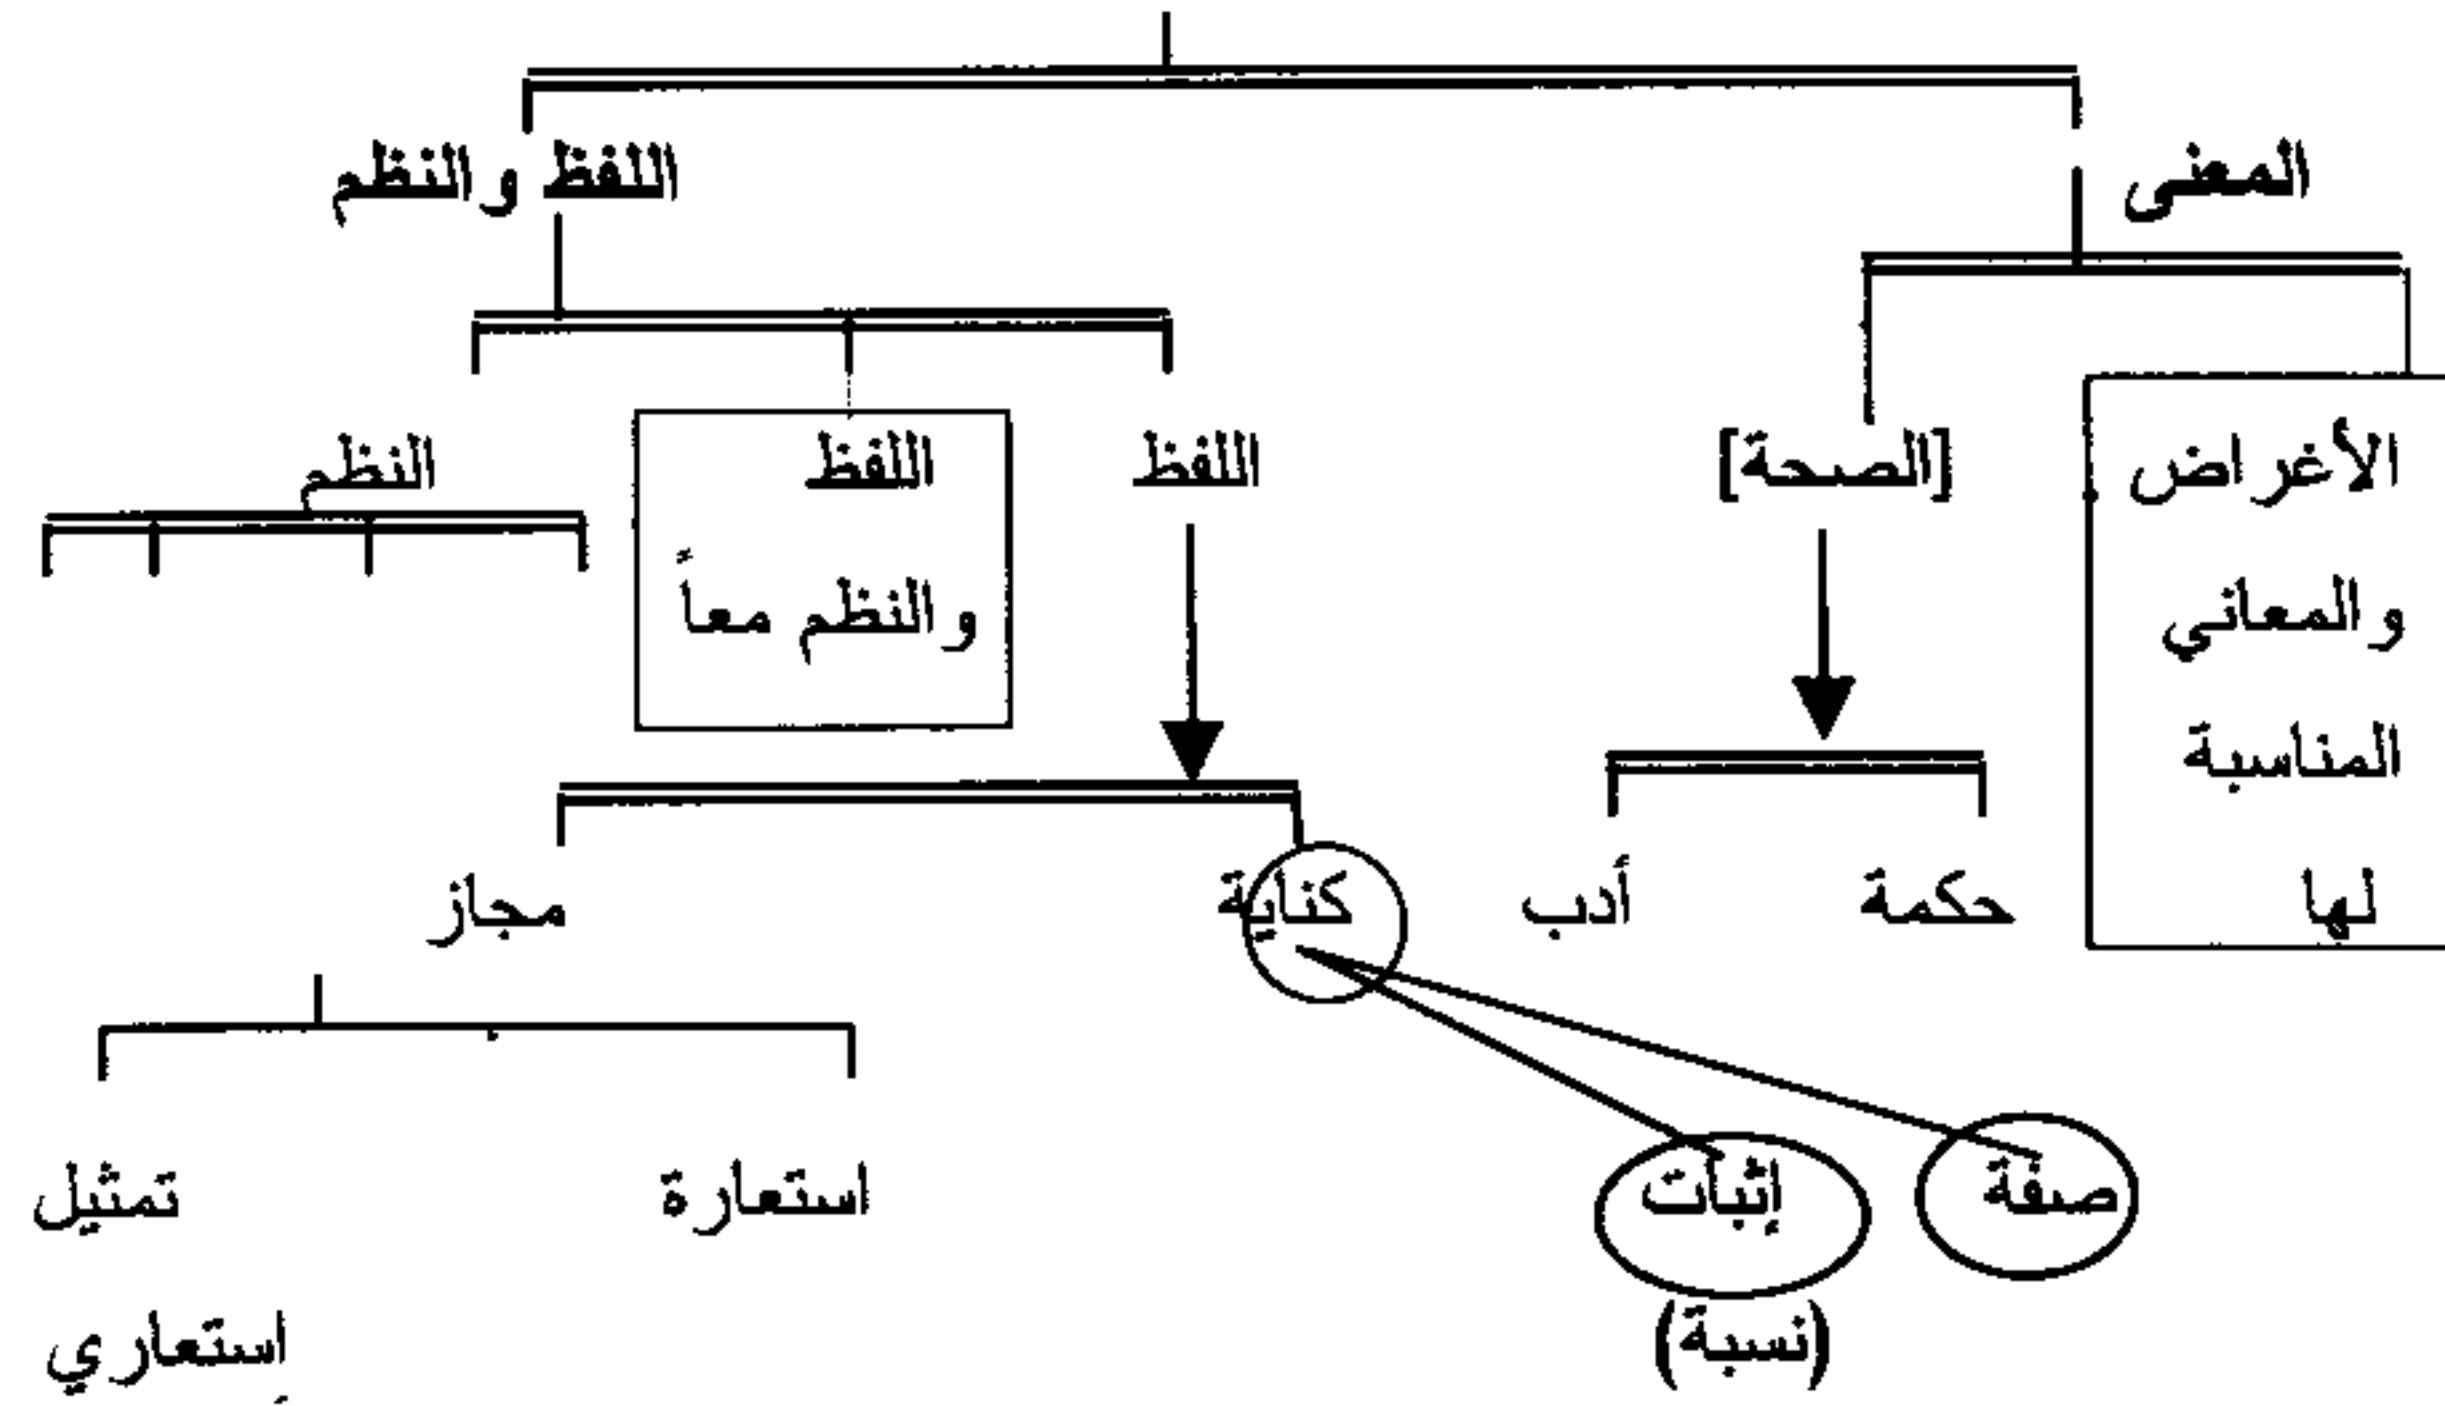 المعنى
اللفظ والنظم
الأغراض
والمعاني
المناسبة
لها
[الصحة]
اللفظ
اللفظ
والنظم معاً
النظم
حكمة
أدب
كناية
مجاز
صفة
إثبات
(نسبة)
استعارة
تمثيل
إستعاري